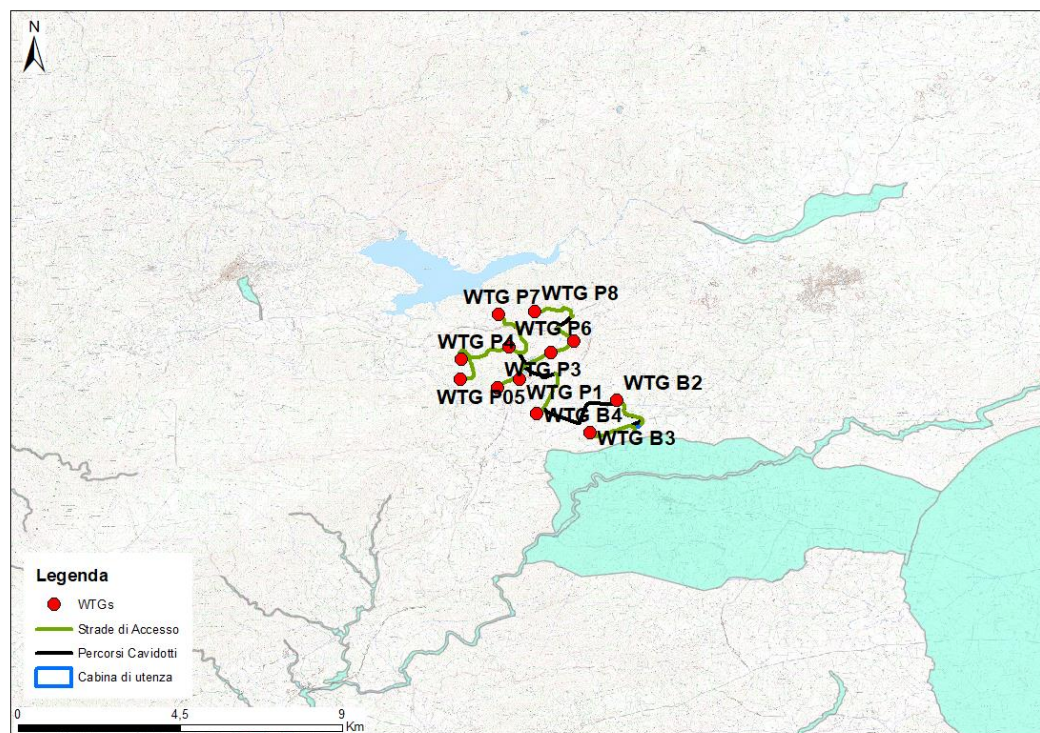 N
WTG P7
WTG P8
WTG P6
WTG P4
WTG P3
WTG P05
WTG P1
WTG B2
WTG B4
WTG B3
Legenda
WTGs
Strade di Accesso
Percorsi Cavidotti
Cabina di utenza
0
4,5
9
Km